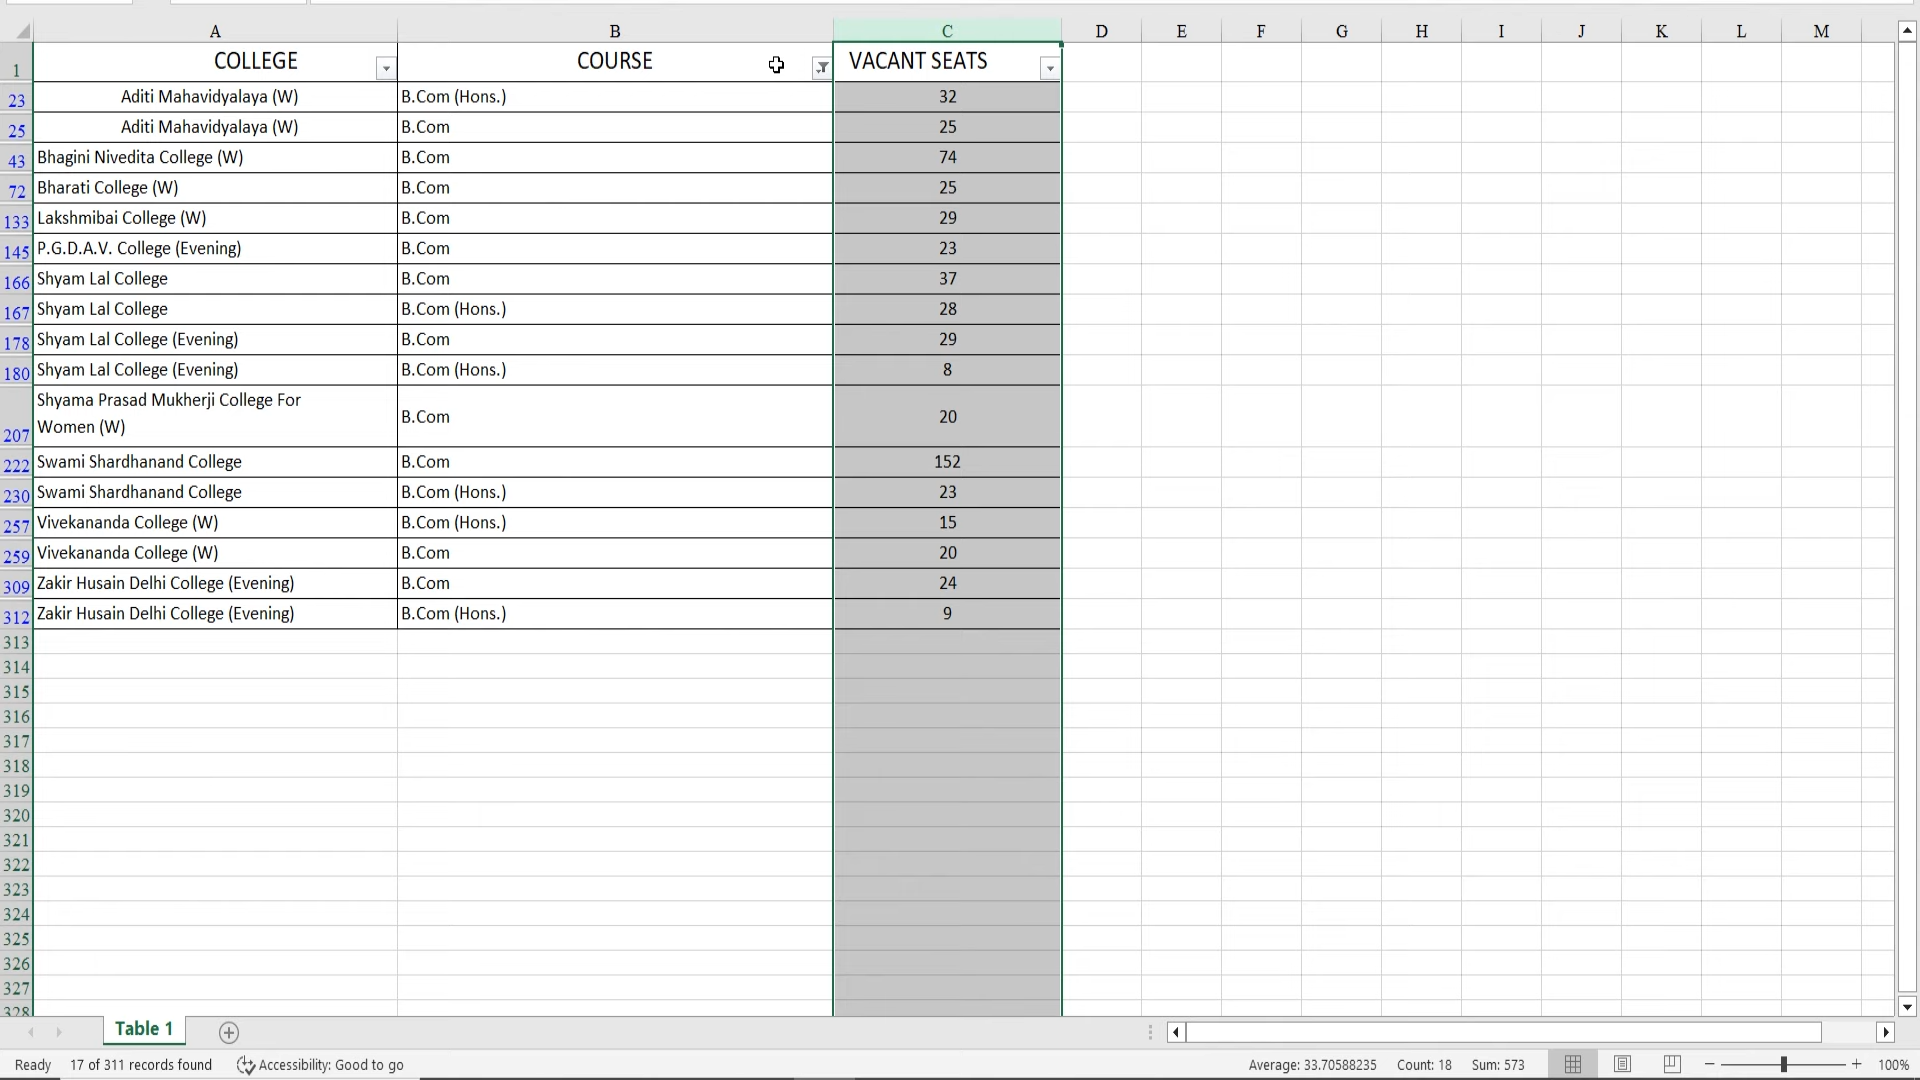 A B C D E F G H I J K L M
1 COLLEGE COURSE VACANT SEATS
23 Aditi Mahavidyalaya (W) B.Com (Hons.) 32
25 Aditi Mahavidyalaya (W) B.Com 25
43 Bhagini Nivedita College (W) B.Com 74
72 Bharati College (W) B.Com 25
133 Lakshmibai College (W) B.Com 29
145 P.G.D.A.V. College (Evening) B.Com 23
166 Shyam Lal College B.Com 37
167 Shyam Lal College B.Com (Hons.) 28
178 Shyam Lal College (Evening) B.Com 29
180 Shyam Lal College (Evening) B.Com (Hons.) 8
Shyama Prasad Mukherji College For
207 Women (W) B.Com 20
222 Swami Shardhanand College B.Com 152
230 Swami Shardhanand College B.Com (Hons.) 23
257 Vivekananda College (W) B.Com (Hons.) 15
259 Vivekananda College (W) B.Com 20
309 Zakir Husain Delhi College (Evening) B.Com 24
312 Zakir Husain Delhi College (Evening) B.Com (Hons.) 9
313
314
315
316
317
318
319
320
321
322
323
324
325
326
327
328
Table 1
Ready 17 of 311 records found Accessibility: Good to go Average: 33.70588235 Count: 18 Sum: 573 100%